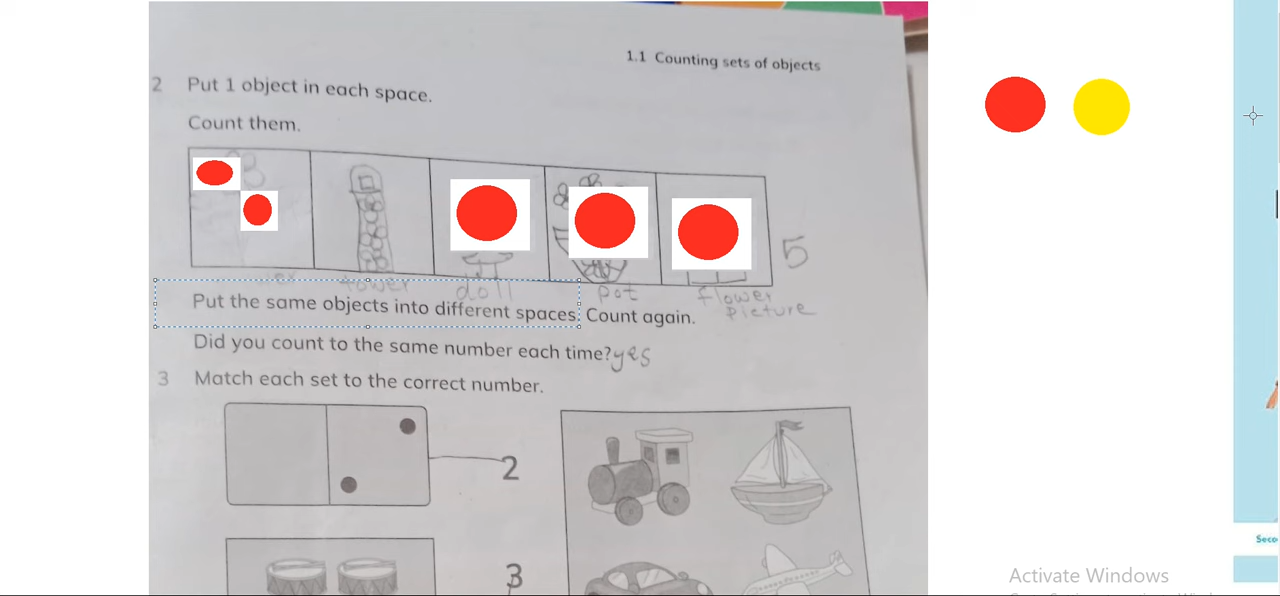 1.1 Counting sets of objects
2 Put 1 object in each space.
Count them.
5
tower doll pot flower picture
Put the same objects into different spaces. Count again.
Did you count to the same number each time? yes
3 Match each set to the correct number.
2
3
Seco
Activate Windows